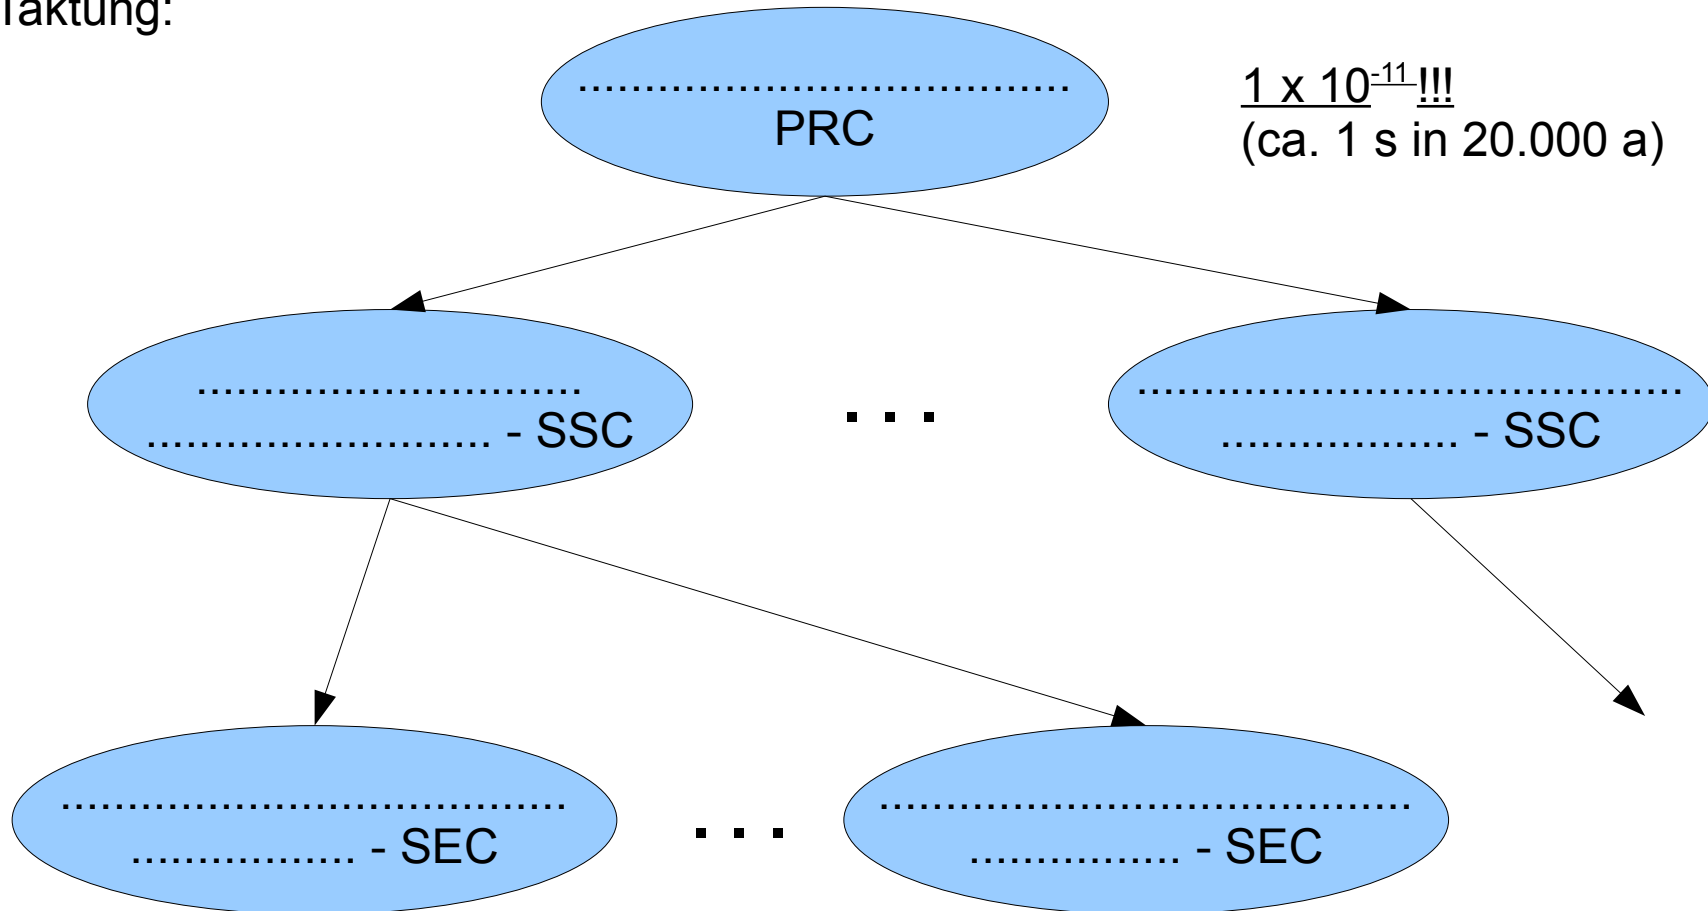 Taktung:
1 x 10⁻¹¹ !!!
(ca. 1 s in 20.000 a)
.....................................
PRC
.............................
.......................... - SSC
. . .
.........................................
.................. - SSC
......................................
................. - SEC
. . .
........................................
................ - SEC